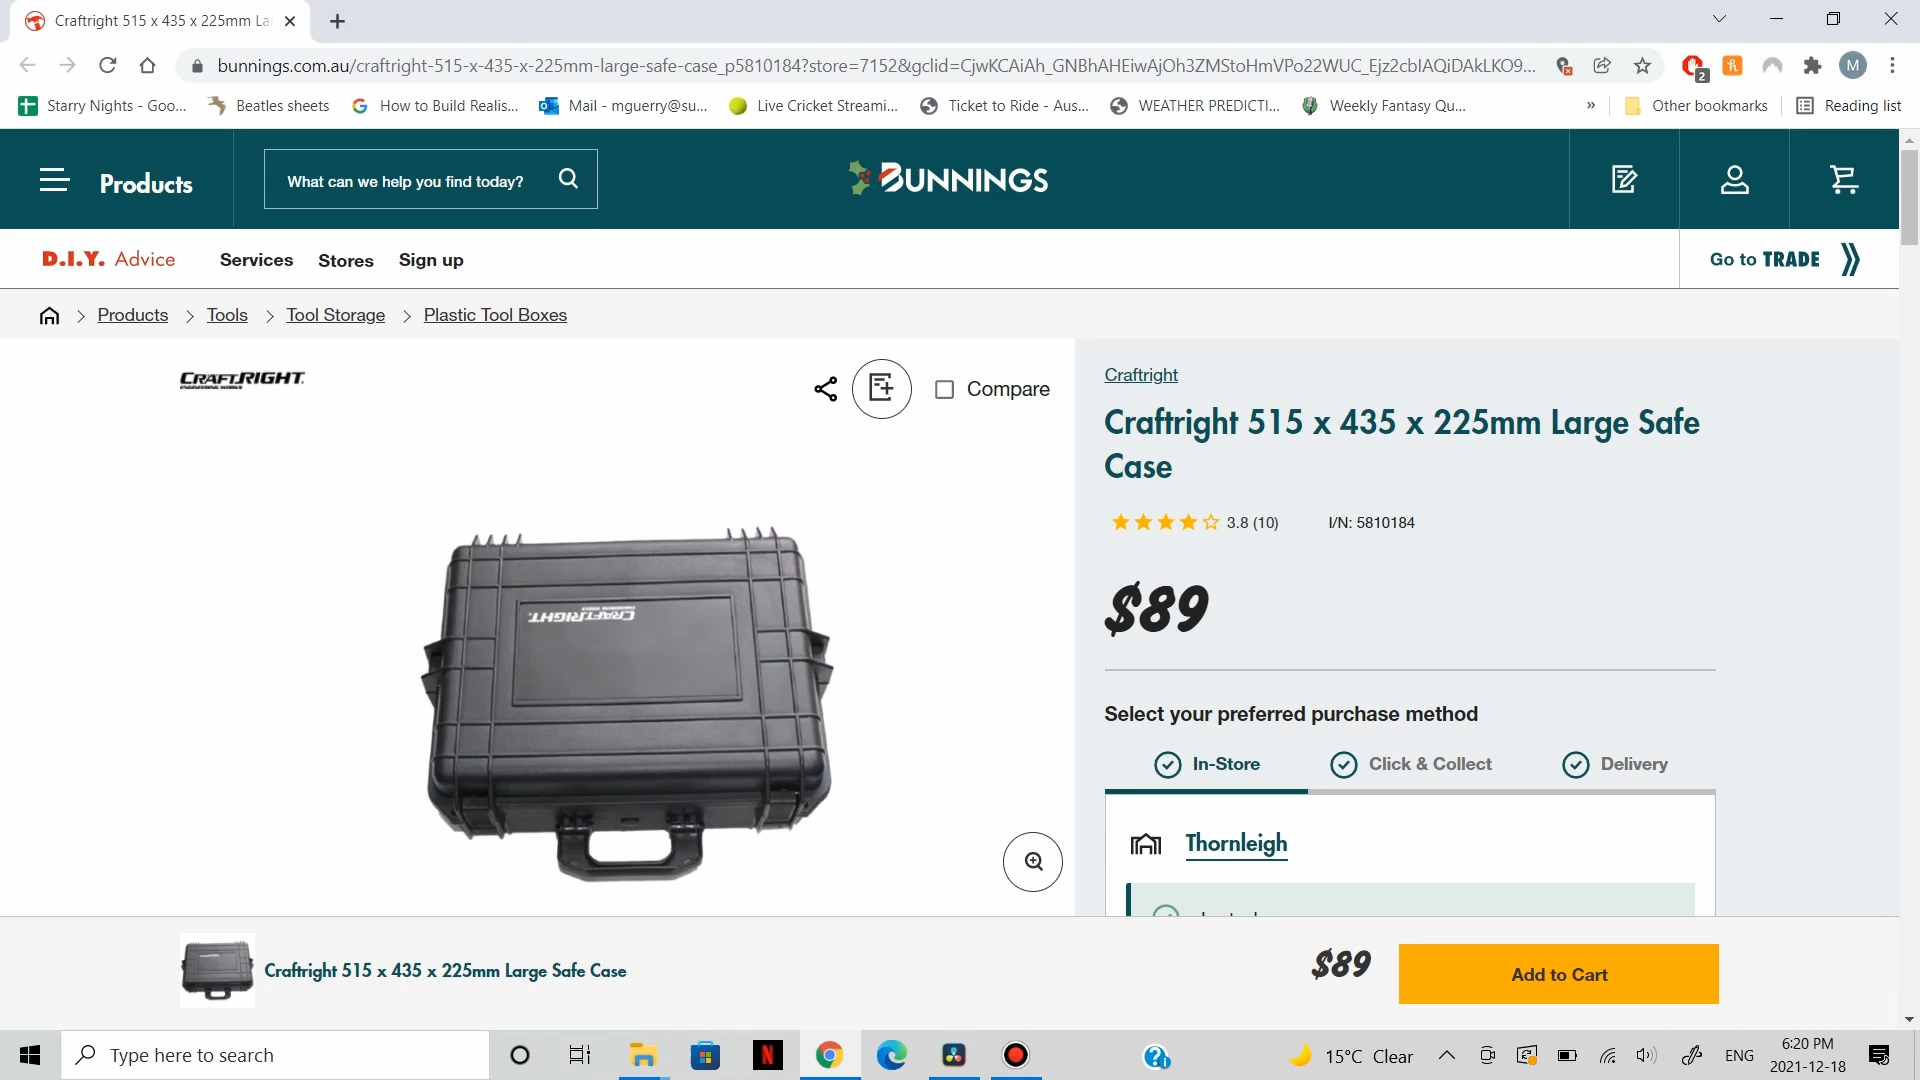 Craftright 515 x 435 x 225mm La
bunnings.com.au/craftright-515-x-435-x-225mm-large-safe-case_p5810184?store=7152&gclid=CjwKCAiAh_GNBhAHEiwAjOh3ZMStoHmVPo22WUC_Ejz2cbIAQiDAkLKO9...
2
M
Starry Nights - Goo...
Beatles sheets
How to Build Realis...
Mail - mguerry@su...
Live Cricket Streami...
Ticket to Ride - Aus...
WEATHER PREDICTI...
Weekly Fantasy Qu...
»
Other bookmarks
Reading list
Products
What can we help you find today?
BUNNINGS
D.I.Y. Advice
Services
Stores
Sign up
Go to TRADE
Products
Tools
Tool Storage
Plastic Tool Boxes
CRAFTRIGHT
ENGINEERING WORKS
Compare
CRAFTRIGHT
ENGINEERING WORKS
Craftright
Craftright 515 x 435 x 225mm Large Safe
Case
3.8 (10)
I/N: 5810184
$89
Select your preferred purchase method
In-Store
Click & Collect
Delivery
Thornleigh
Craftright 515 x 435 x 225mm Large Safe Case
$89
Add to Cart
Type here to search
15°C Clear
ENG
6:20 PM
2021-12-18